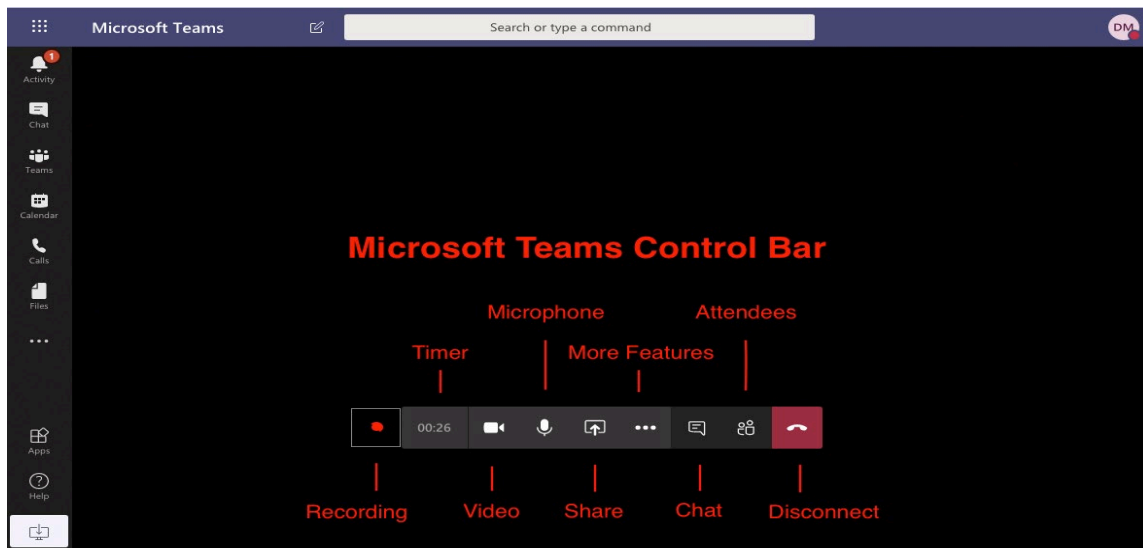 Microsoft Teams
Search or type a command
DM
1
Activity
Chat
Teams
Calendar
Calls
Files
Apps
Help
Microsoft Teams Control Bar
Microphone Attendees
Timer More Features
00:26
Recording Video Share Chat Disconnect